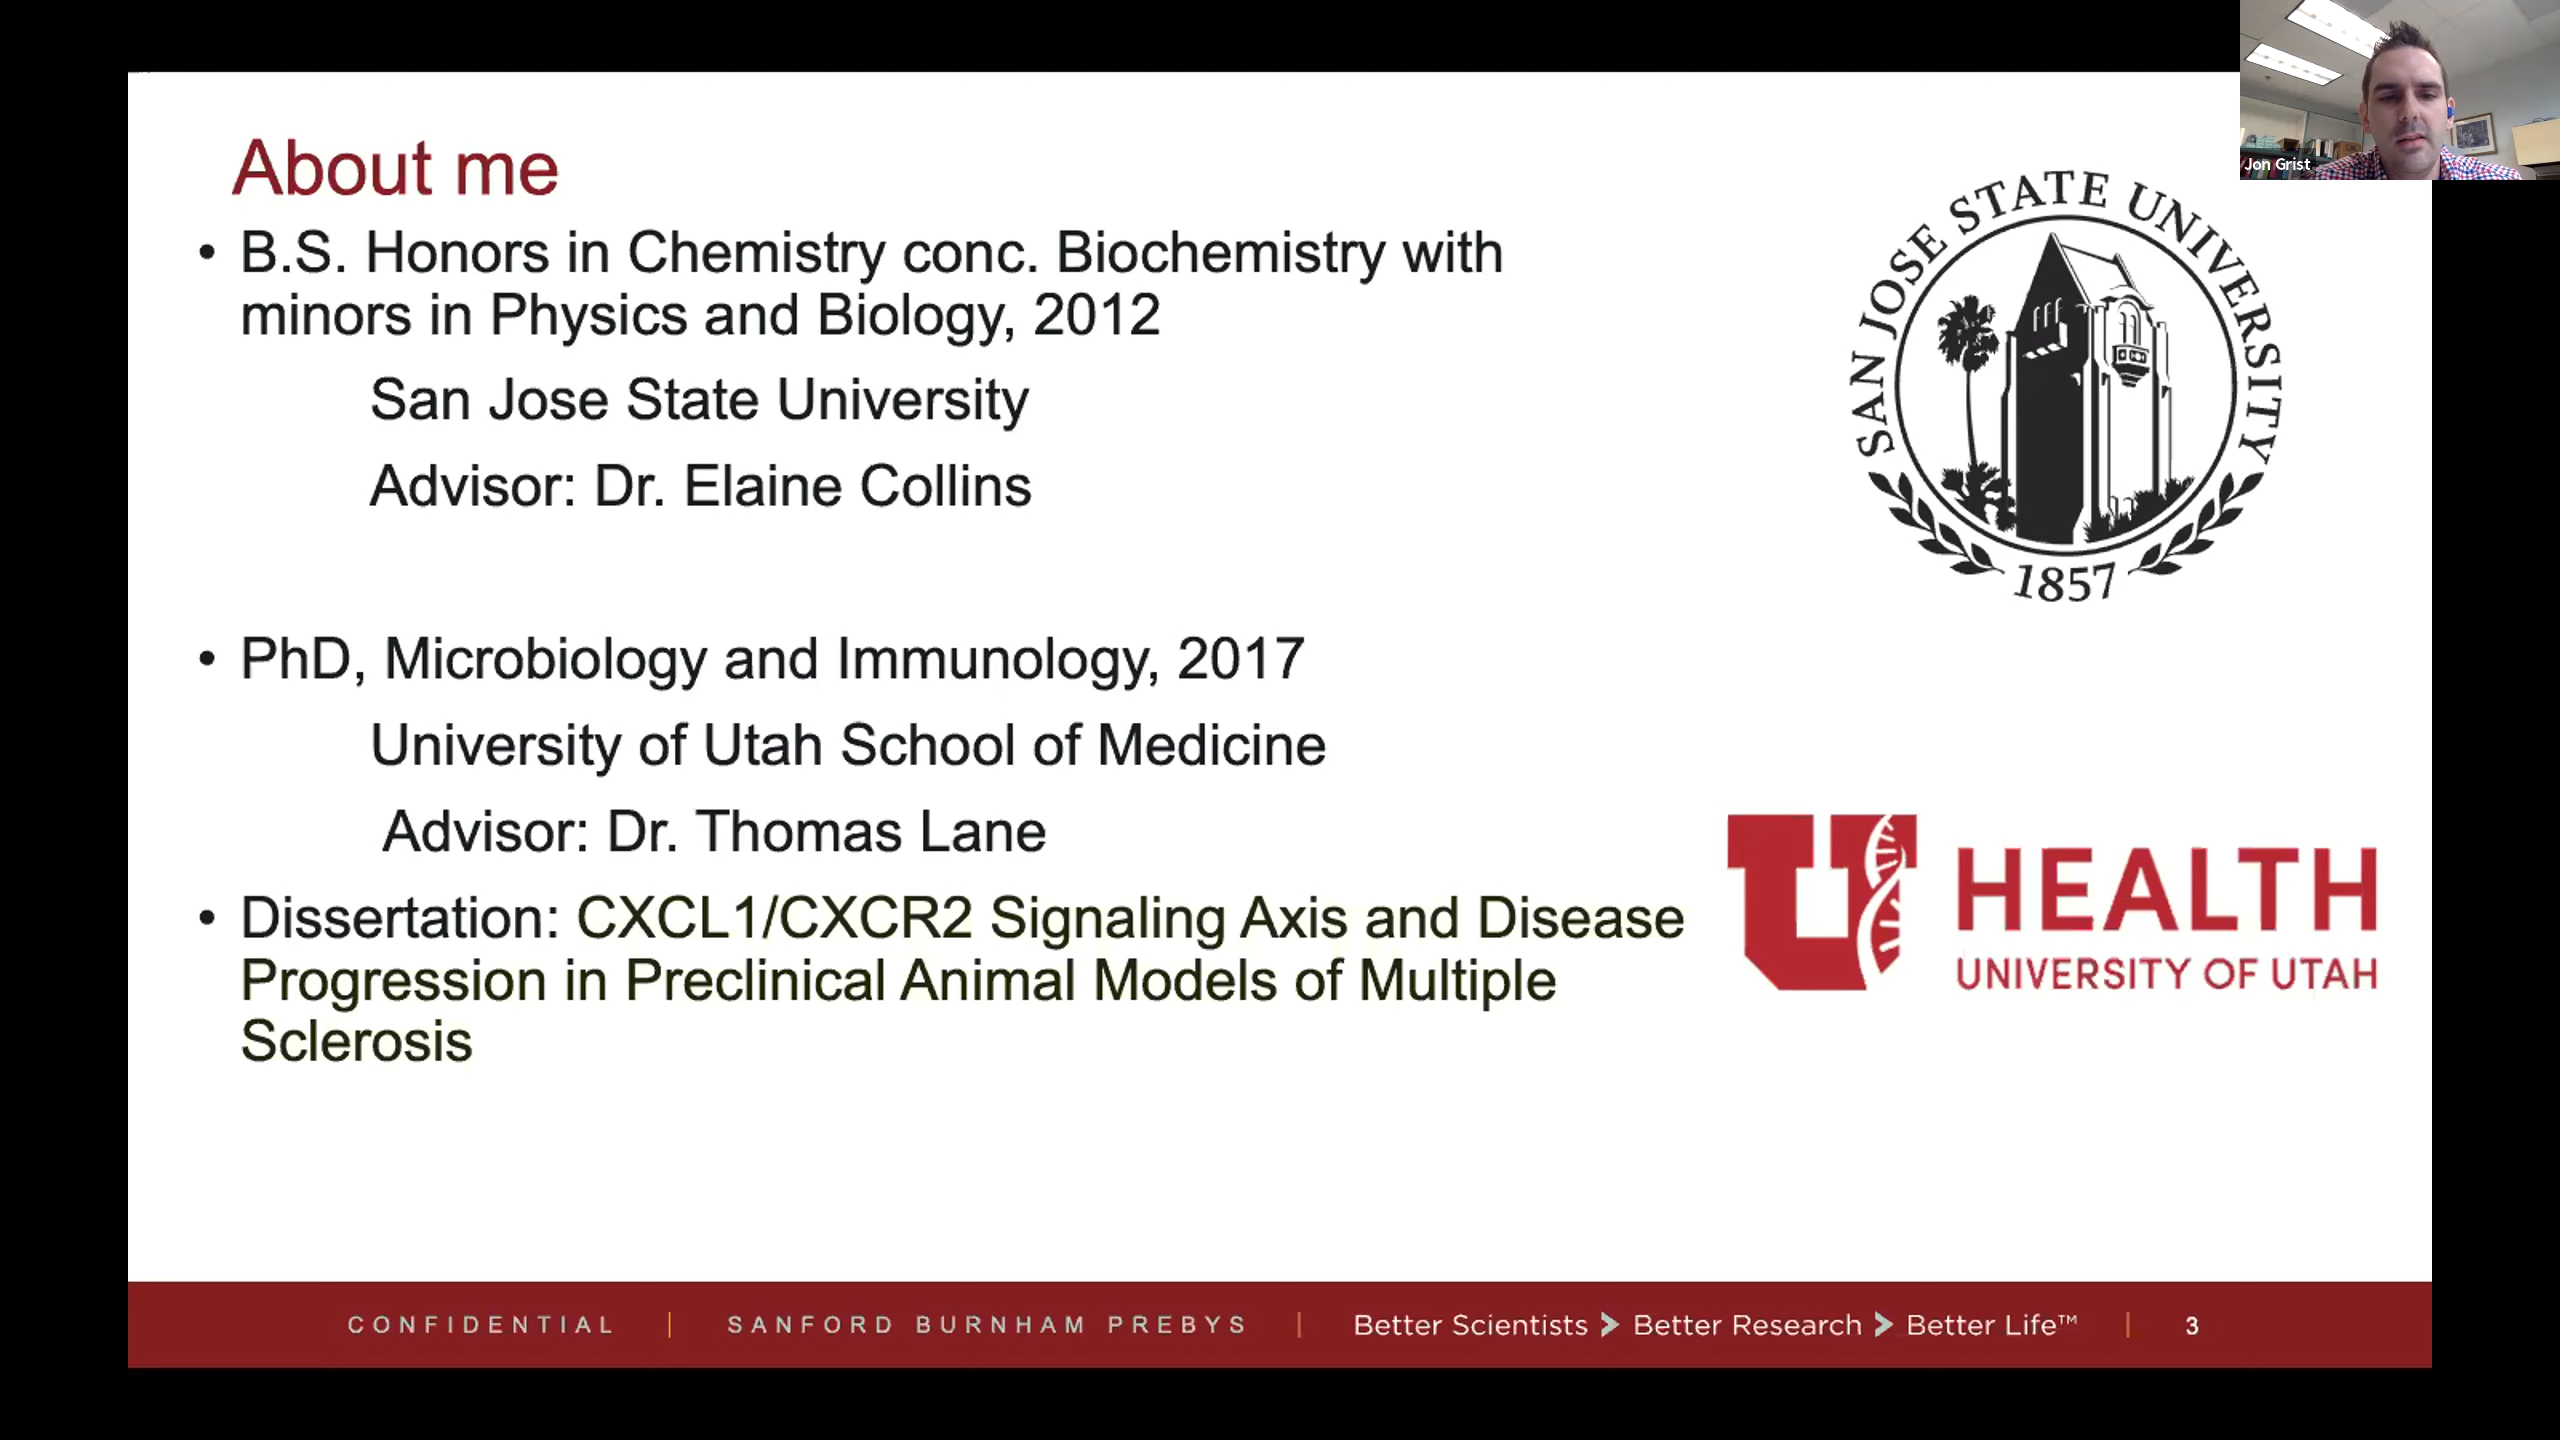 Jon Grist
About me
• B.S. Honors in Chemistry conc. Biochemistry with
minors in Physics and Biology, 2012
San Jose State University
Advisor: Dr. Elaine Collins
SAN JOSE STATE UNIVERSITY
1857
• PhD, Microbiology and Immunology, 2017
University of Utah School of Medicine
Advisor: Dr. Thomas Lane
• Dissertation: CXCL1/CXCR2 Signaling Axis and Disease
Progression in Preclinical Animal Models of Multiple
Sclerosis
U HEALTH
UNIVERSITY OF UTAH
CONFIDENTIAL | SANFORD BURNHAM PREBYS | Better Scientists > Better Research > Better Life™ | 3